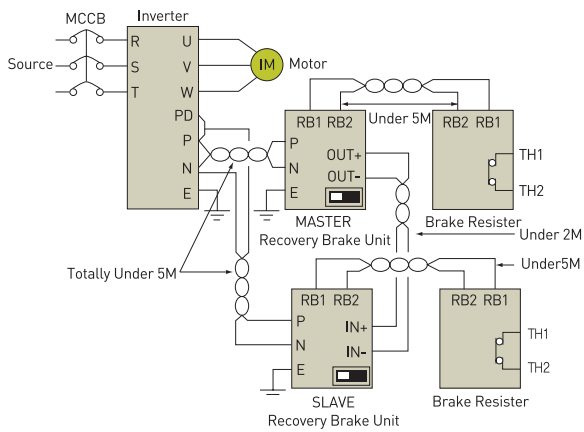 MCCB
Inverter
Source
R
S
T
U
V
W
IM
Motor
PD
P
N
E
RB1 RB2
Under 5M
RB2 RB1
P
N
E
OUT+
OUT-
TH1
TH2
MASTER
Recovery Brake Unit
Brake Resister
Under 2M
Totally Under 5M
Under5M
RB1 RB2
RB2 RB1
P
N
E
IN+
IN-
TH1
TH2
SLAVE
Recovery Brake Unit
Brake Resister